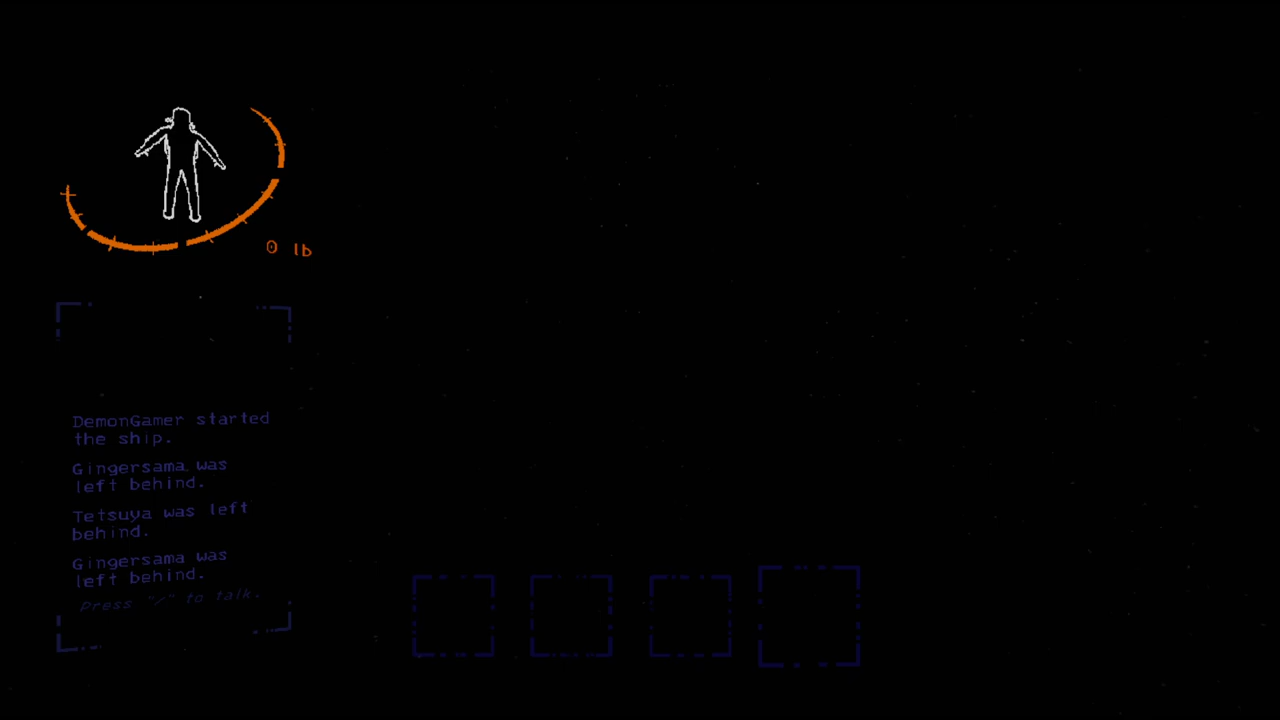 0 lb
DemonGamer started
the ship.
Gingersama was
left behind.
Tetsuya was left
behind.
Gingersama was
left behind.
Press "/" to talk.